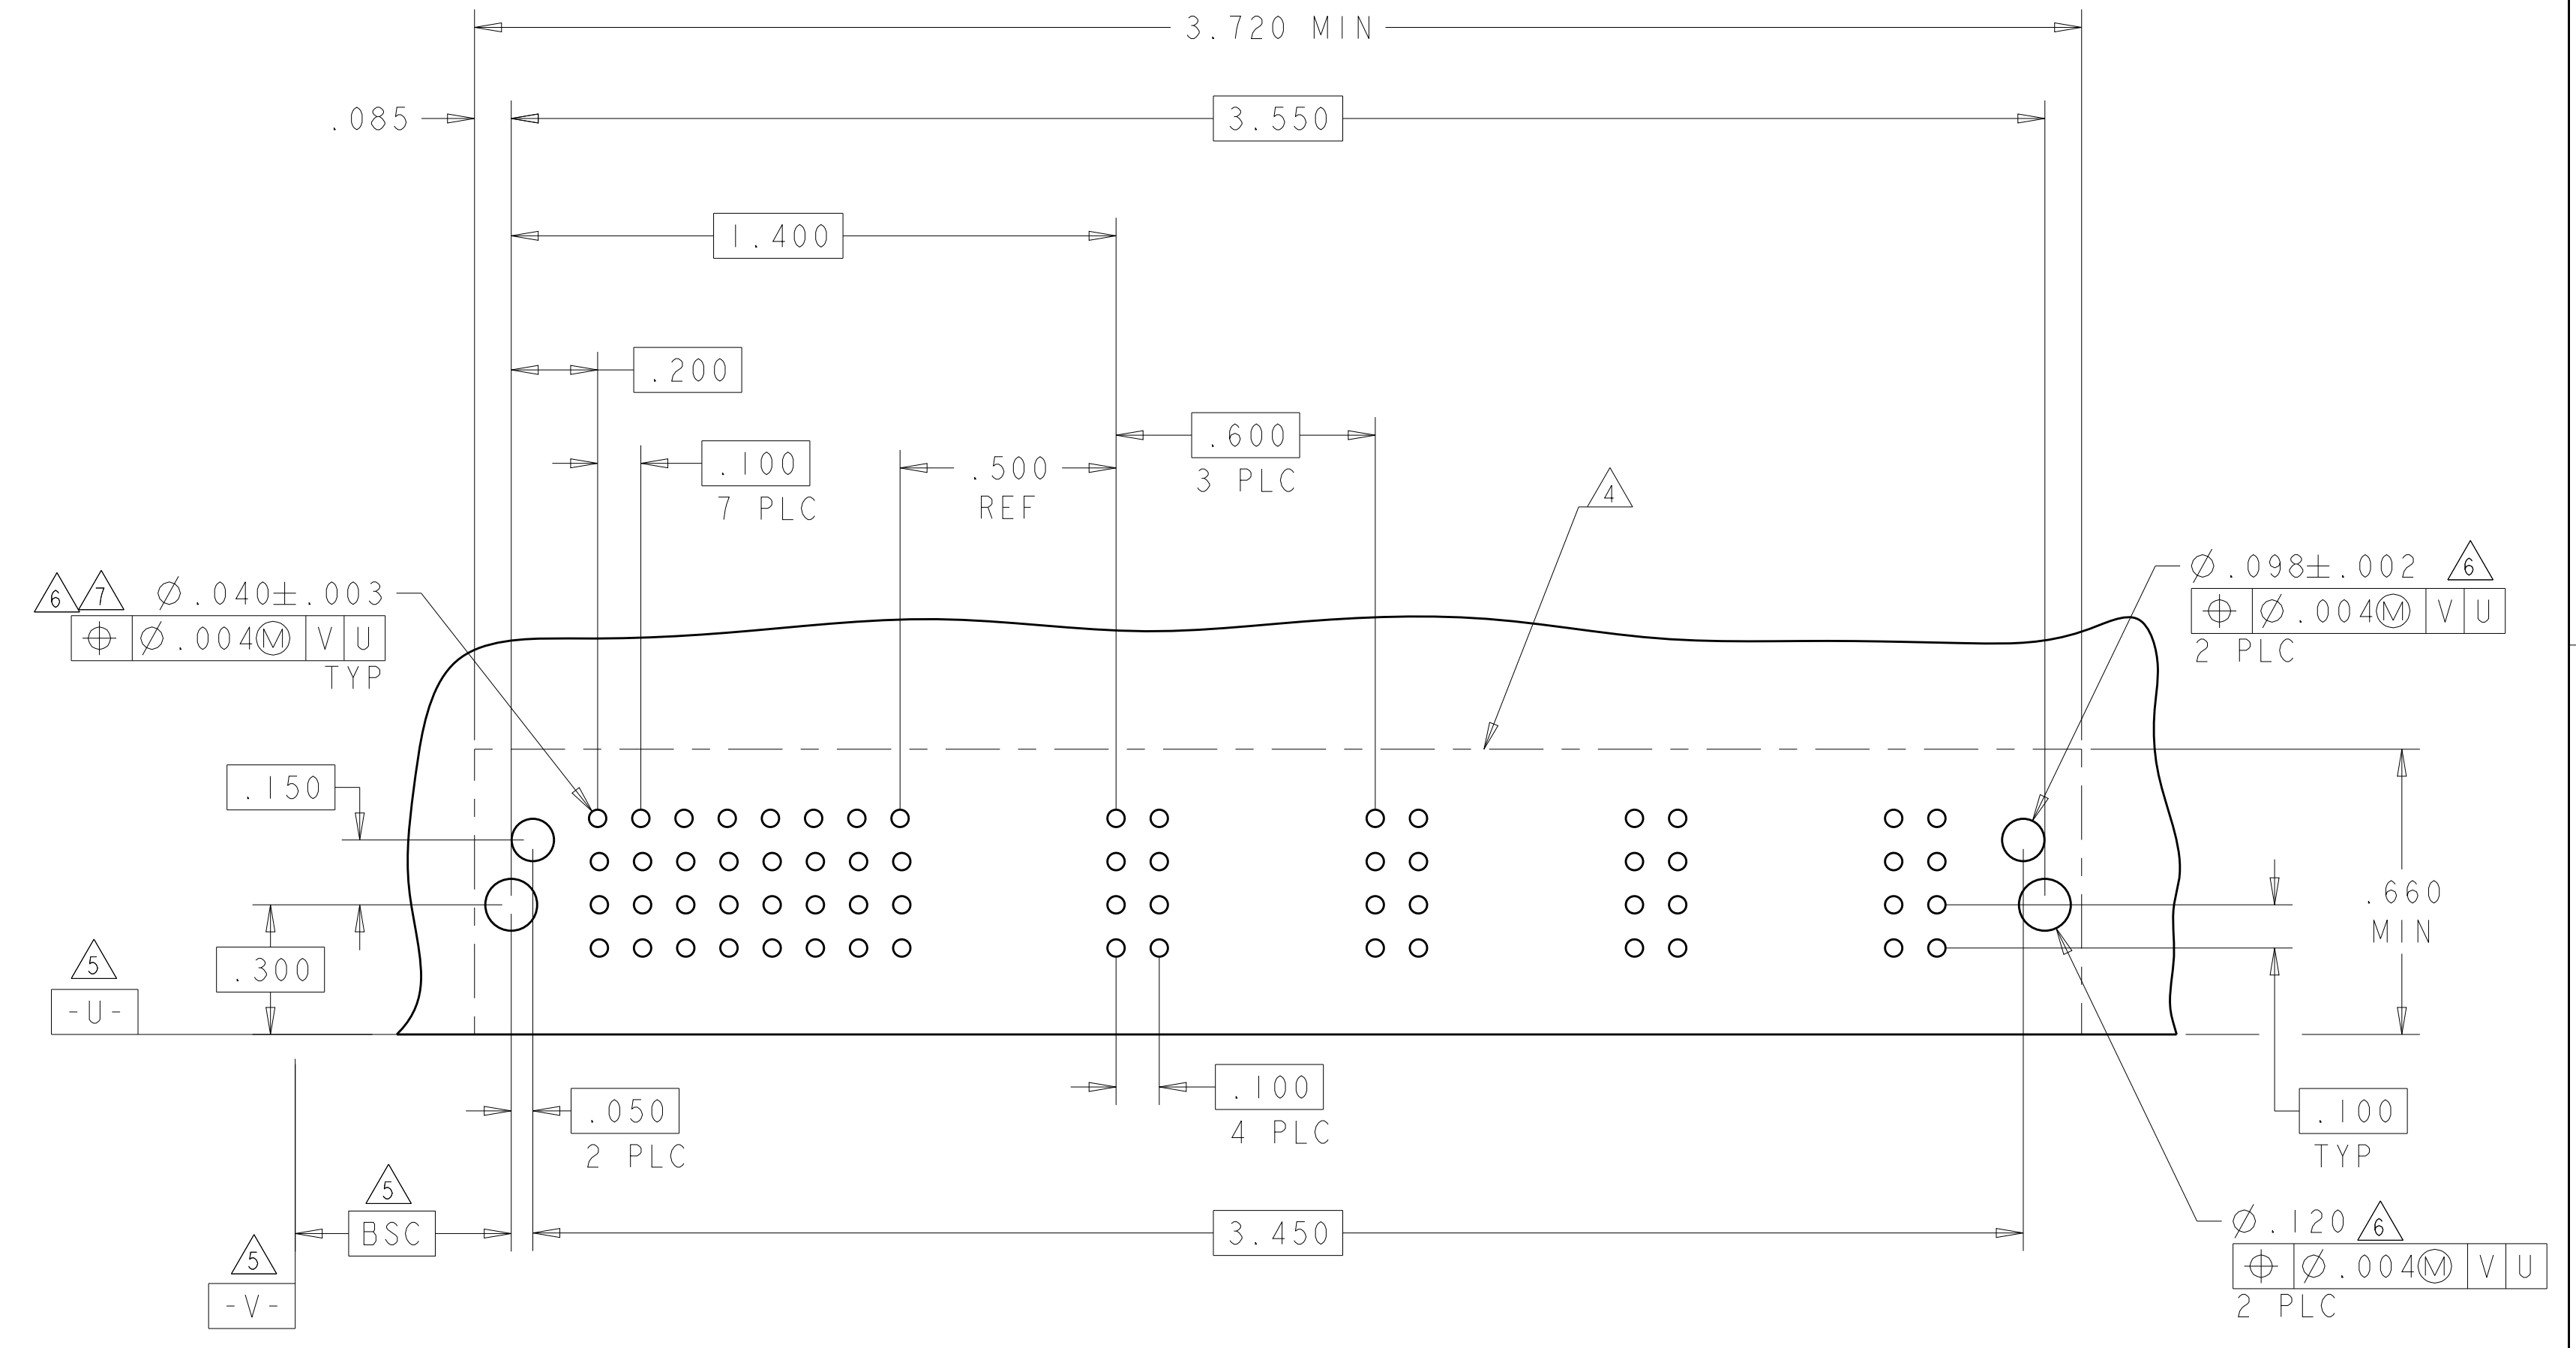 3.720 MIN
.085
3.550
1.400
.200
.100
7 PLC
.500
REF
.600
3 PLC
4
6 7 Ø.040±.003
⌖ Ø.004Ⓜ V U
TYP
Ø.098±.002 6
⌖ Ø.004Ⓜ V U
2 PLC
.150
.300
5
-U-
.660
MIN
.050
2 PLC
.100
4 PLC
.100
TYP
5
BSC
3.450
5
-V-
Ø.120 6
⌖ Ø.004Ⓜ V U
2 PLC